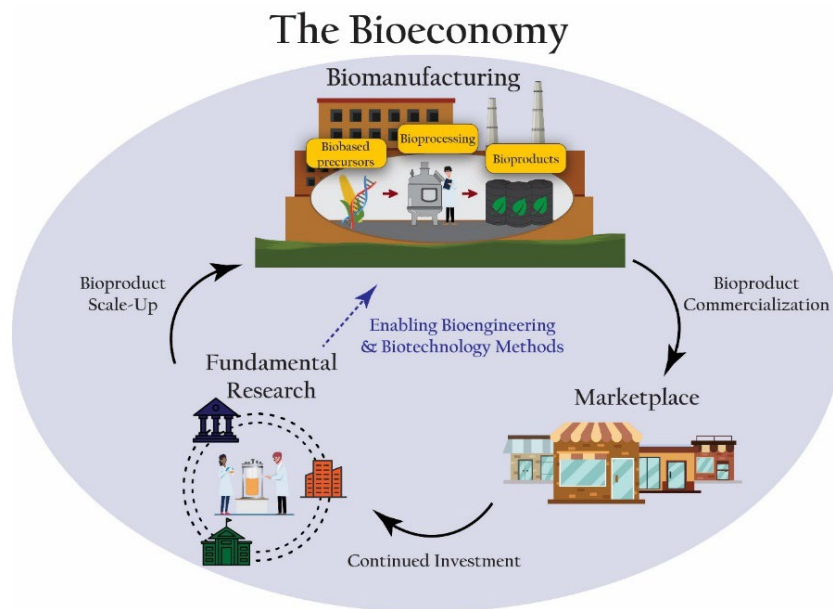 The Bioeconomy
Biomanufacturing
Biobased
precursors
Bioprocessing
Bioproducts
Bioproduct
Scale-Up
Bioproduct
Commercialization
Enabling Bioengineering
& Biotechnology Methods
Fundamental
Research
Marketplace
Continued Investment